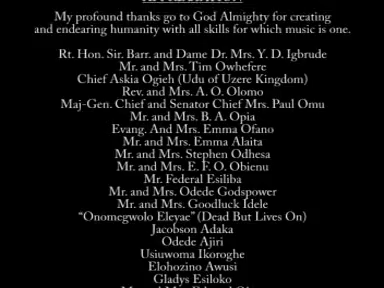 My profound thanks go to God Almighty for creating
and endearing humanity with all skills for which music is one.
Rt. Hon. Sir. Barr. and Dame Dr. Mrs. Y. D. Igbrude
Mr. and Mrs. Tim Owhefere
Chief Askia Ogieh (Udu of Uzere Kingdom)
Rev. and Mrs. A. O. Olomo
Maj-Gen. Chief and Senator Chief Mrs. Paul Omu
Mr. and Mrs. B. A. Opia
Evang. And Mrs. Emma Ofano
Mr. and Mrs. Emma Alaita
Mr. and Mrs. Stephen Odhesa
Mr. and Mrs. E. F. O. Obienu
Mr. Federal Esiliba
Mr. and Mrs. Odede Godspower
Mr. and Mrs. Goodluck Idele
“Onomegwolo Eleyae” (Dead But Lives On)
Jacobson Adaka
Odede Ajiri
Usiuwoma Ikoroghe
Elohozino Awusi
Gladys Esiloko